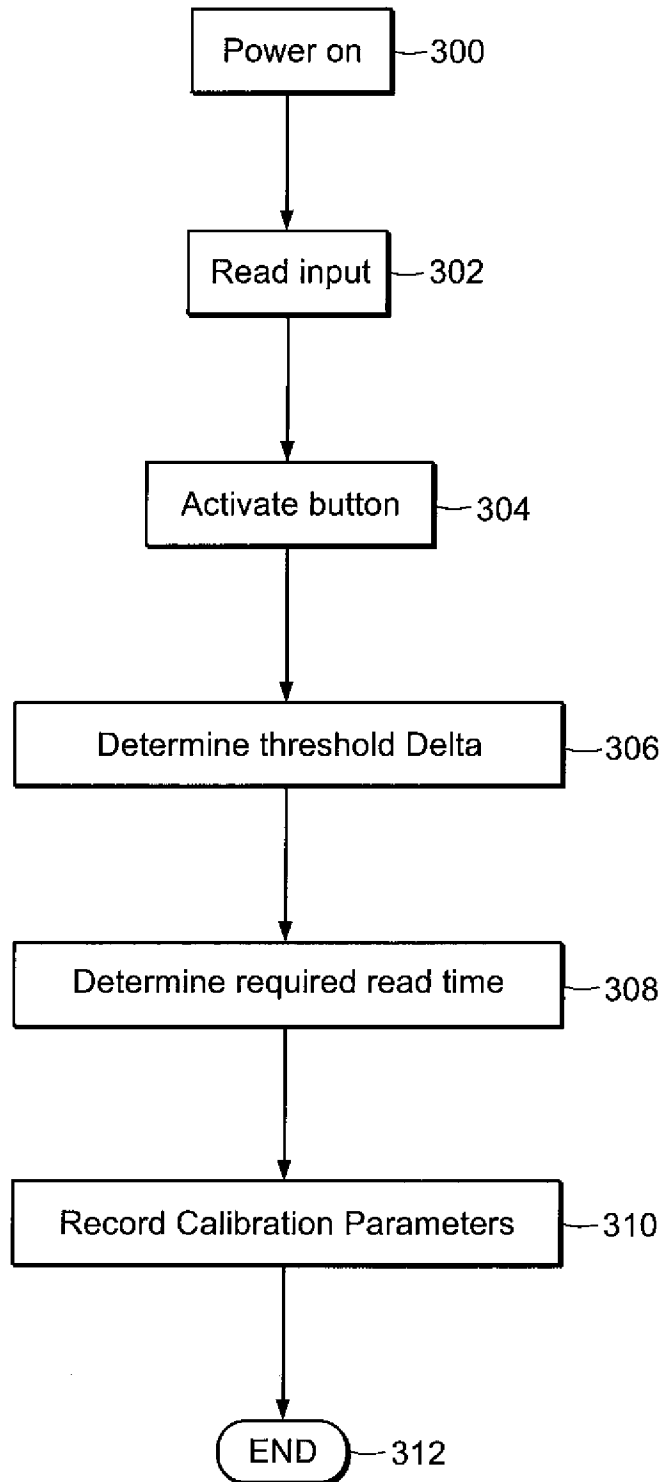 Power on 300
Read input 302
Activate button 304
Determine threshold Delta 306
Determine required read time 308
Record Calibration Parameters 310
END 312